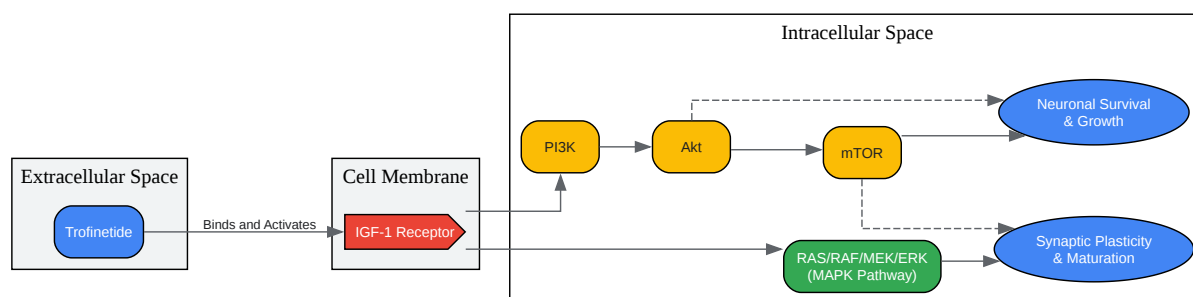 Intracellular Space
Neuronal Survival
& Growth
PI3K
Akt
mTOR
Extracellular Space
Cell Membrane
Trofinetide
Binds and Activates
IGF-1 Receptor
RAS/RAF/MEK/ERK
(MAPK Pathway)
Synaptic Plasticity
& Maturation